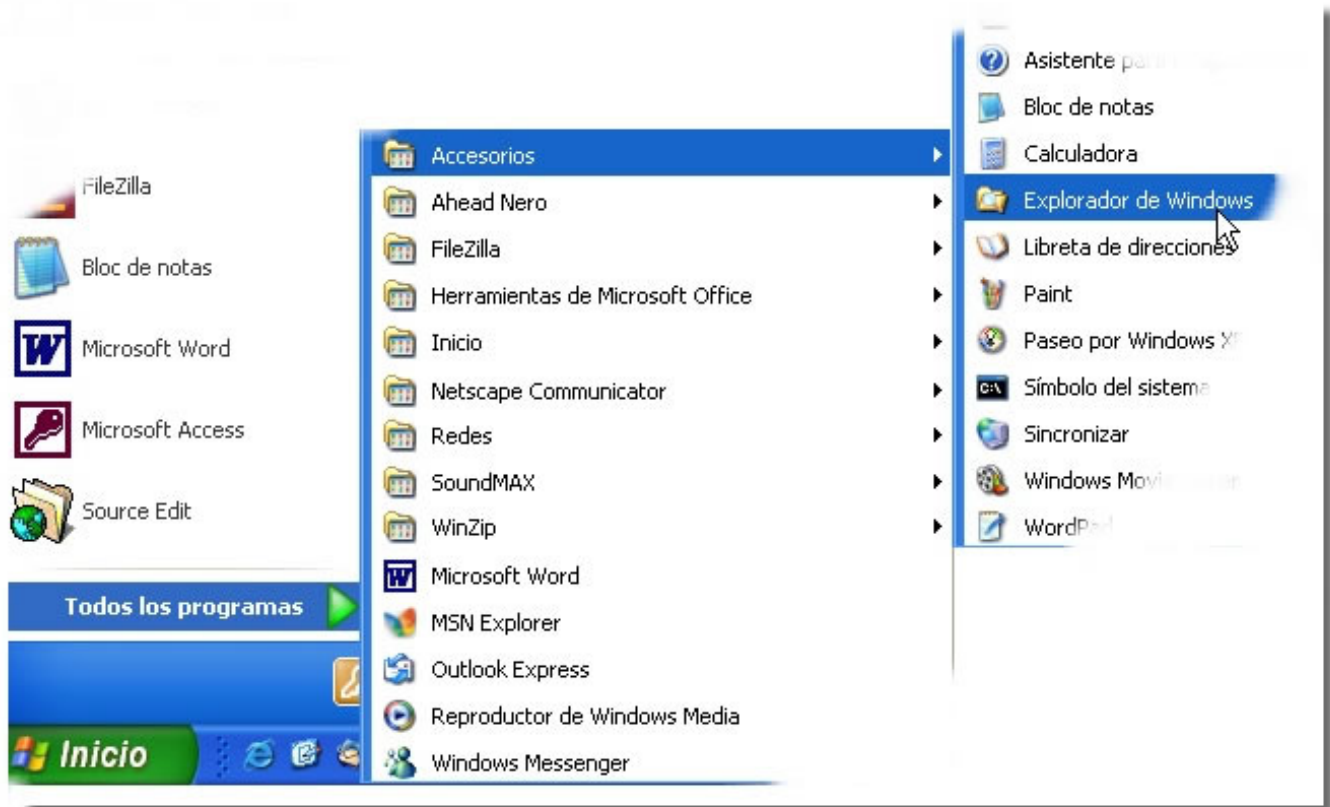 FileZilla
Bloc de notas
Microsoft Word
Microsoft Access
Source Edit
Todos los programas
Inicio
Accesorios
Ahead Nero
FileZilla
Herramientas de Microsoft Office
Inicio
Netscape Communicator
Redes
SoundMAX
WinZip
Microsoft Word
MSN Explorer
Outlook Express
Reproductor de Windows Media
Windows Messenger
Asistente
Bloc de notas
Calculadora
Explorador de Windows
Libreta de direcciones
Paint
Paseo por Windows
Símbolo del sistema
Sincronizar
Windows